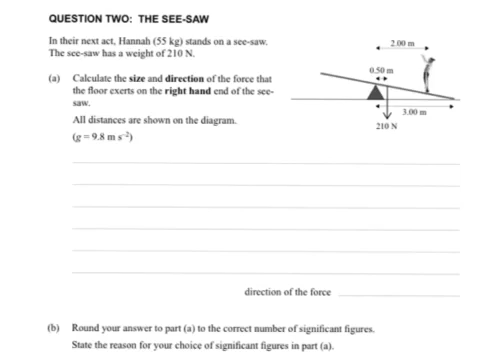 QUESTION TWO: THE SEE-SAW
In their next act, Hannah (55 kg) stands on a see-saw.
The see-saw has a weight of 210 N.
(a) Calculate the size and direction of the force that
the floor exerts on the right hand end of the see-
saw.
All distances are shown on the diagram.
(g = 9.8 m s⁻²)
2.00 m
0.50 m
3.00 m
210 N
direction of the force
(b) Round your answer to part (a) to the correct number of significant figures.
State the reason for your choice of significant figures in part (a).